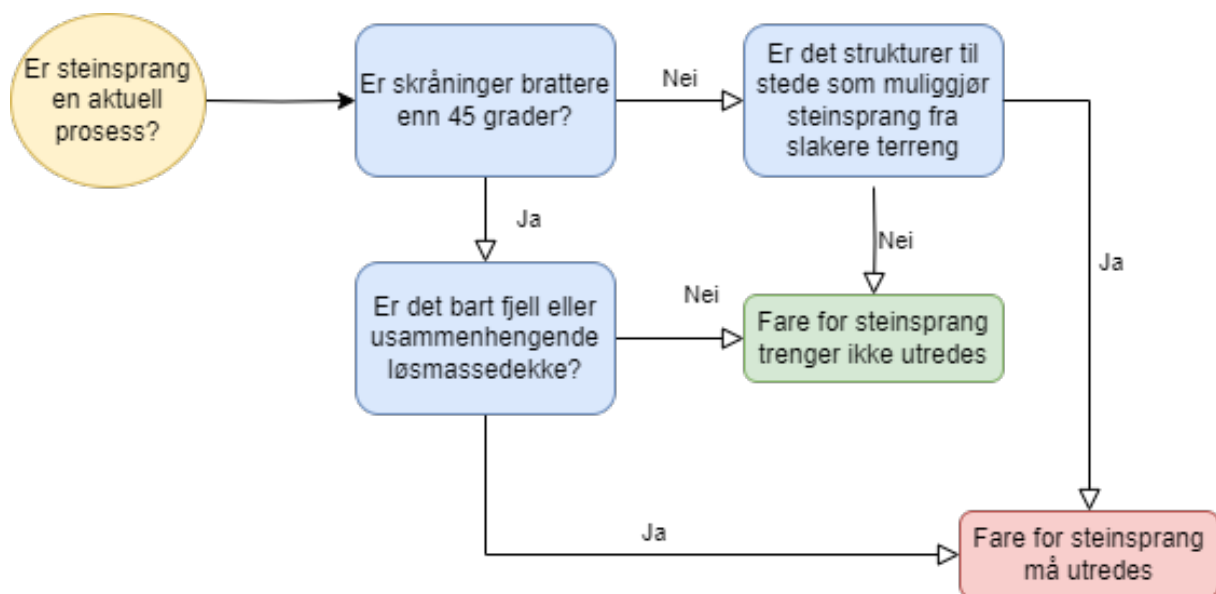 Er steinsprang
en aktuell
prosess?
Er skråninger brattere
enn 45 grader?
Nei
Er det strukturer til
stede som muliggjør
steinsprang fra
slakere terreng
Ja
Nei
Ja
Er det bart fjell eller
usammenhengende
løsmassedekke?
Nei
Fare for steinsprang
trenger ikke utredes
Ja
Fare for steinsprang
må utredes